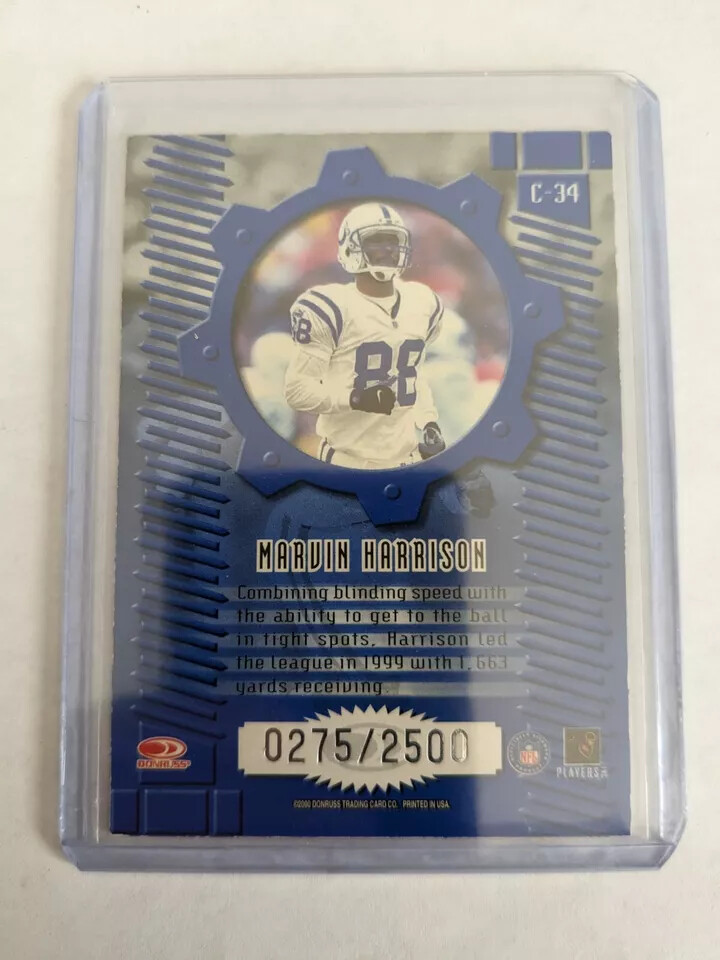 C-34
88
88
MARVIN HARRISON
Combining blinding speed with
the ability to get to the ball
in tight spots, Harrison led
the league in 1999 with 1,663
yards receiving.
0275/2500
DONRUSS
NFL
PLAYERS
©2000 DONRUSS TRADING CARD CO. PRINTED IN USA